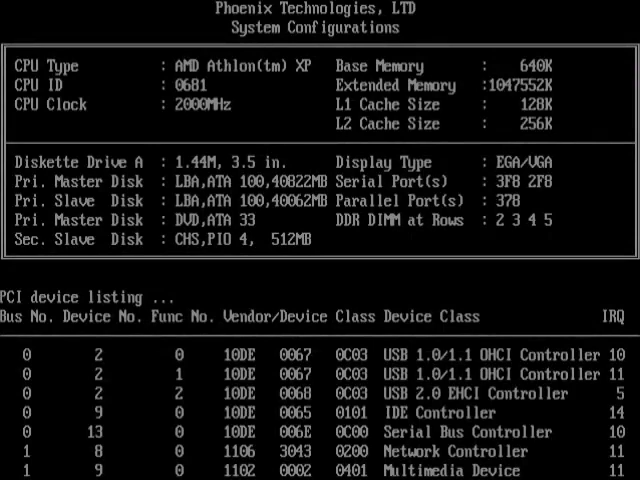 Phoenix Technologies, LTD
System Configurations
CPU Type : AMD Athlon(tm) XP Base Memory : 640K
CPU ID : 0681 Extended Memory :1047552K
CPU Clock : 2000MHz L1 Cache Size : 128K
L2 Cache Size : 256K
Diskette Drive A : 1.44M, 3.5 in. Display Type : EGA/VGA
Pri. Master Disk : LBA,ATA 100,40822MB Serial Port(s) : 3F8 2F8
Pri. Slave Disk : LBA,ATA 100,40062MB Parallel Port(s) : 378
Pri. Master Disk : DVD,ATA 33 DDR DIMM at Rows : 2 3 4 5
Sec. Slave Disk : CHS,PIO 4, 512MB
PCI device listing ...
Bus No. Device No. Func No. Vendor/Device Class Device Class IRQ
0 2 0 10DE 0067 0C03 USB 1.0/1.1 OHCI Controller 10
0 2 1 10DE 0067 0C03 USB 1.0/1.1 OHCI Controller 11
0 2 2 10DE 0068 0C03 USB 2.0 EHCI Controller 5
0 9 0 10DE 0065 0101 IDE Controller 14
0 13 0 10DE 006E 0C00 Serial Bus Controller 10
1 8 0 1106 3043 0200 Network Controller 11
1 9 0 1102 0002 0401 Multimedia Device 11